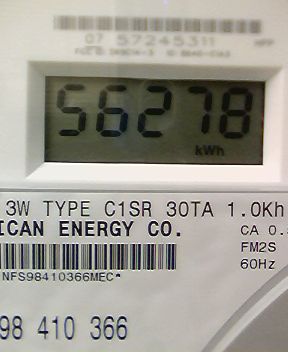 07 57245311
56278
kWh
3W TYPE C1SR 30TA 1.0Kh
ICAN ENERGY CO.
CA 0.
FM2S
60Hz
NFS98410366MEC*
98 410 366